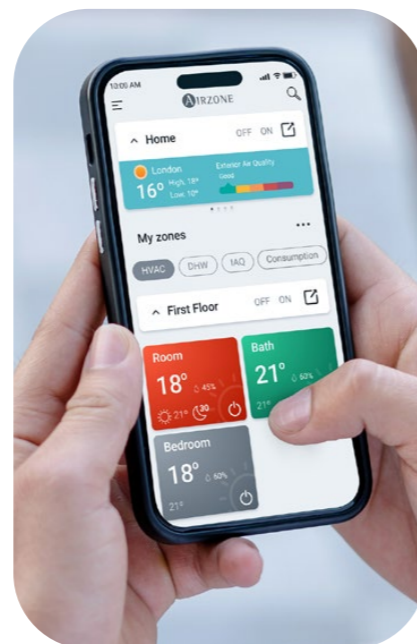 10:05 AM
AIRZONE
Home OFF ON
London
16° High, 18°
Low, 10°
Exterior Air Quality
Good
My zones
HVAC DHW IAQ Consumption
First Floor OFF ON
Room
18° 45%
21° 30
Bath
21° 60%
21°
Bedroom
18° 60%
21°